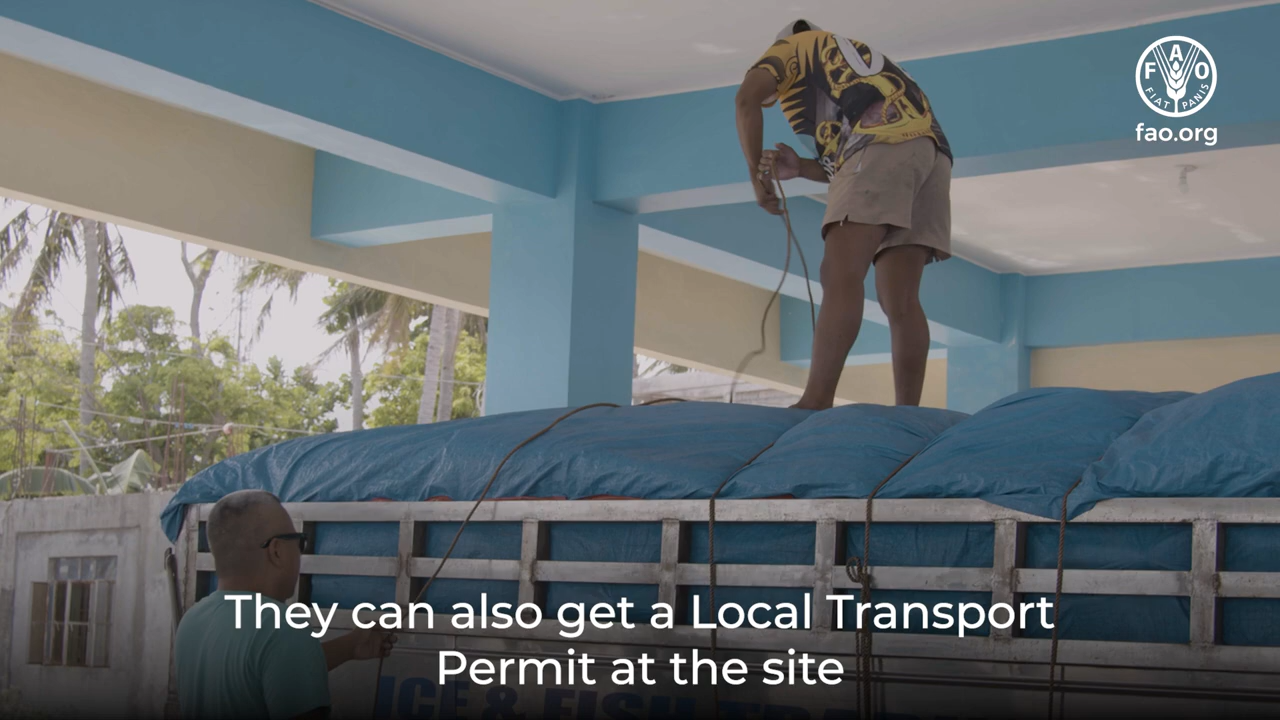 FAO
FIAT PANIS
fao.org
They can also get a Local Transport
Permit at the site
ICE & FISH